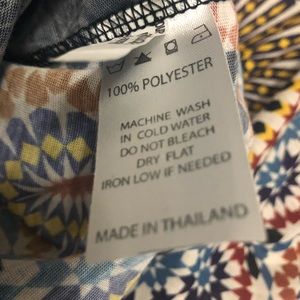 100% POLYESTER
MACHINE WASH
IN COLD WATER
DO NOT BLEACH
DRY FLAT
IRON LOW IF NEEDED
MADE IN THAILAND